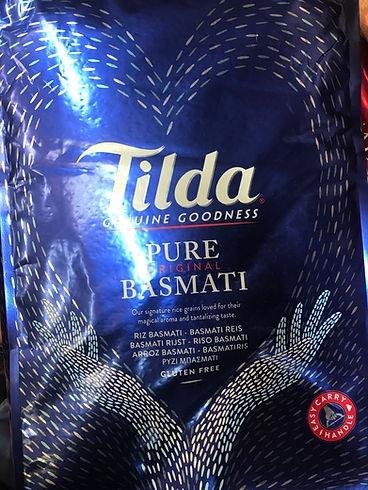 Tilda
GENUINE GOODNESS
PURE
ORIGINAL
BASMATI
Our signature rice grains loved for their
magical aroma and tantalizing taste.
RIZ BASMATI - BASMATI REIS
BASMATI RIJST - RISO BASMATI
ARROZ BASMATI - BASMATIRIS
ΡΥΖΙ ΜΠΑΣΜΑΤΙ
GLUTEN FREE
EASY CARRY
HANDLE